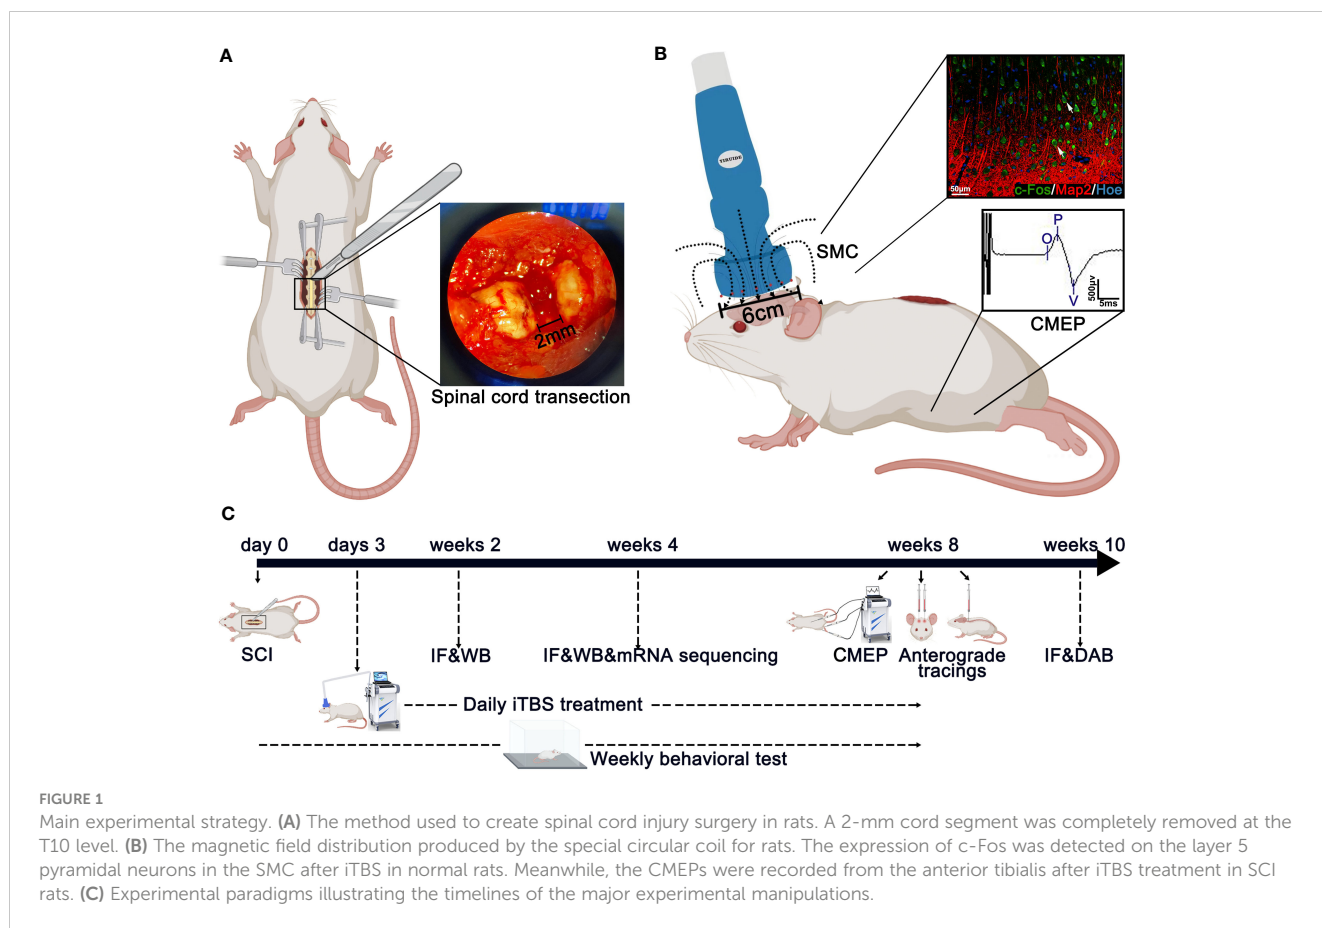 A
2mm
Spinal cord transection
B
YIRUIDE
SMC
6cm
50μm
c-Fos/Map2/Hoe
P
O
V
500μv
5ms
CMEP
C
day 0 days 3 weeks 2 weeks 4 weeks 8 weeks 10
SCI IF&WB IF&WB&mRNA sequencing CMEP Anterograde IF&DAB
tracings
Daily iTBS treatment
Weekly behavioral test
FIGURE 1
Main experimental strategy. (A) The method used to create spinal cord injury surgery in rats. A 2-mm cord segment was completely removed at the
T10 level. (B) The magnetic field distribution produced by the special circular coil for rats. The expression of c-Fos was detected on the layer 5
pyramidal neurons in the SMC after iTBS in normal rats. Meanwhile, the CMEPs were recorded from the anterior tibialis after iTBS treatment in SCI
rats. (C) Experimental paradigms illustrating the timelines of the major experimental manipulations.